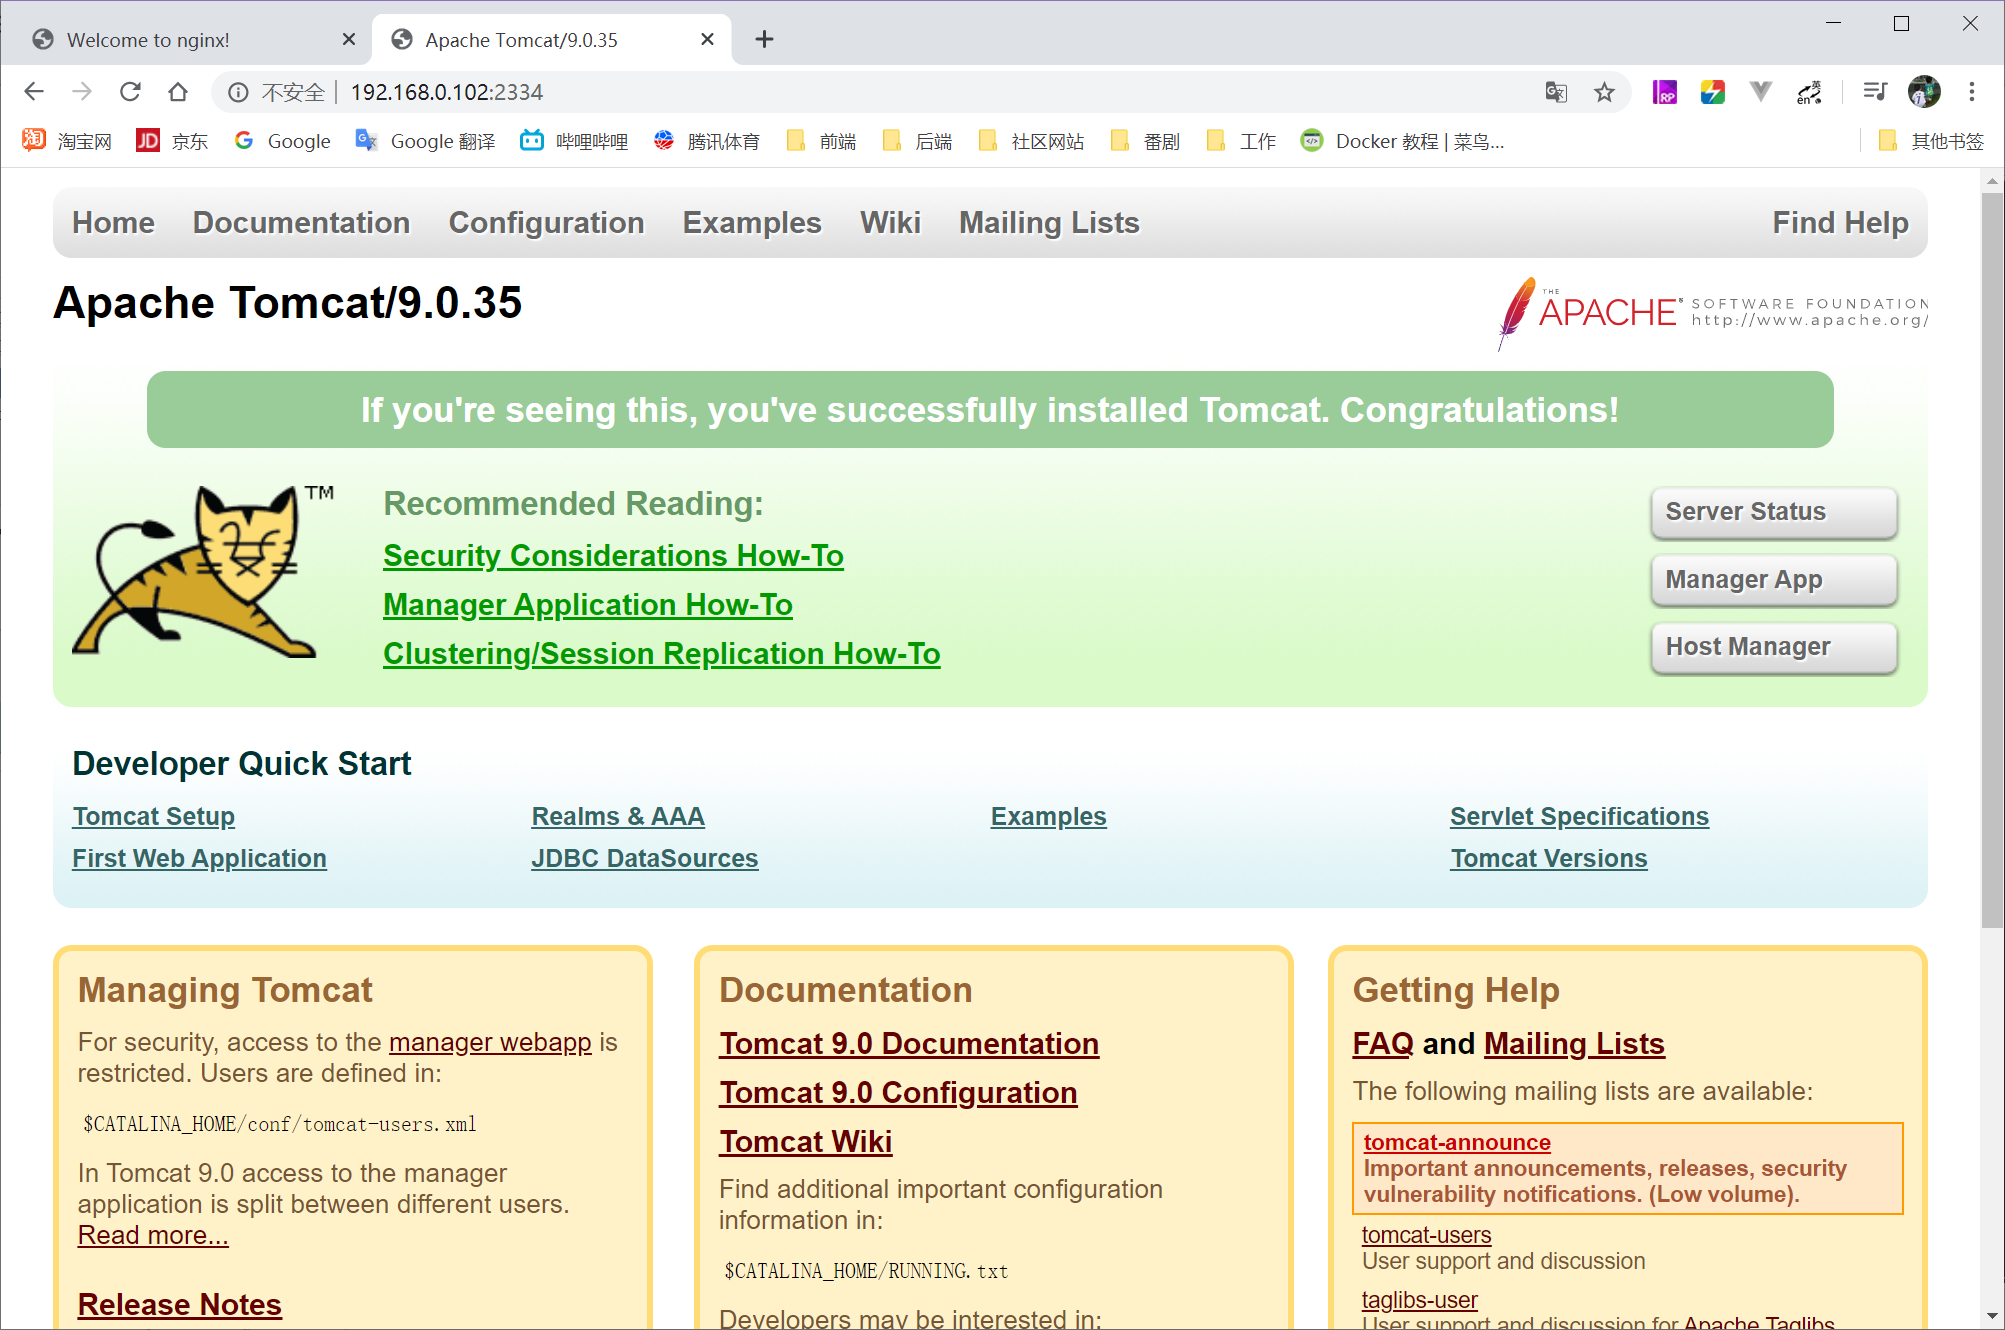 Welcome to nginx!
Apache Tomcat/9.0.35
不安全 192.168.0.102:2334
淘宝网 京东 Google Google 翻译 哔哩哔哩 腾讯体育 前端 后端 社区网站 番剧 工作 Docker 教程 | 菜鸟... 其他书签
Home Documentation Configuration Examples Wiki Mailing Lists Find Help
Apache Tomcat/9.0.35
THE APACHE® SOFTWARE FOUNDATION
http://www.apache.org/
If you're seeing this, you've successfully installed Tomcat. Congratulations!
TM
Recommended Reading:
Security Considerations How-To
Manager Application How-To
Clustering/Session Replication How-To
Server Status
Manager App
Host Manager
Developer Quick Start
Tomcat Setup
First Web Application
Realms & AAA
JDBC DataSources
Examples
Servlet Specifications
Tomcat Versions
Managing Tomcat
For security, access to the manager webapp is
restricted. Users are defined in:
$CATALINA_HOME/conf/tomcat-users.xml
In Tomcat 9.0 access to the manager
application is split between different users.
Read more...
Release Notes
Documentation
Tomcat 9.0 Documentation
Tomcat 9.0 Configuration
Tomcat Wiki
Find additional important configuration
information in:
$CATALINA_HOME/RUNNING.txt
Developers may be interested in:
Getting Help
FAQ and Mailing Lists
The following mailing lists are available:
tomcat-announce
Important announcements, releases, security
vulnerability notifications. (Low volume).
tomcat-users
User support and discussion
taglibs-user
User support and discussion for Apache Taglibs